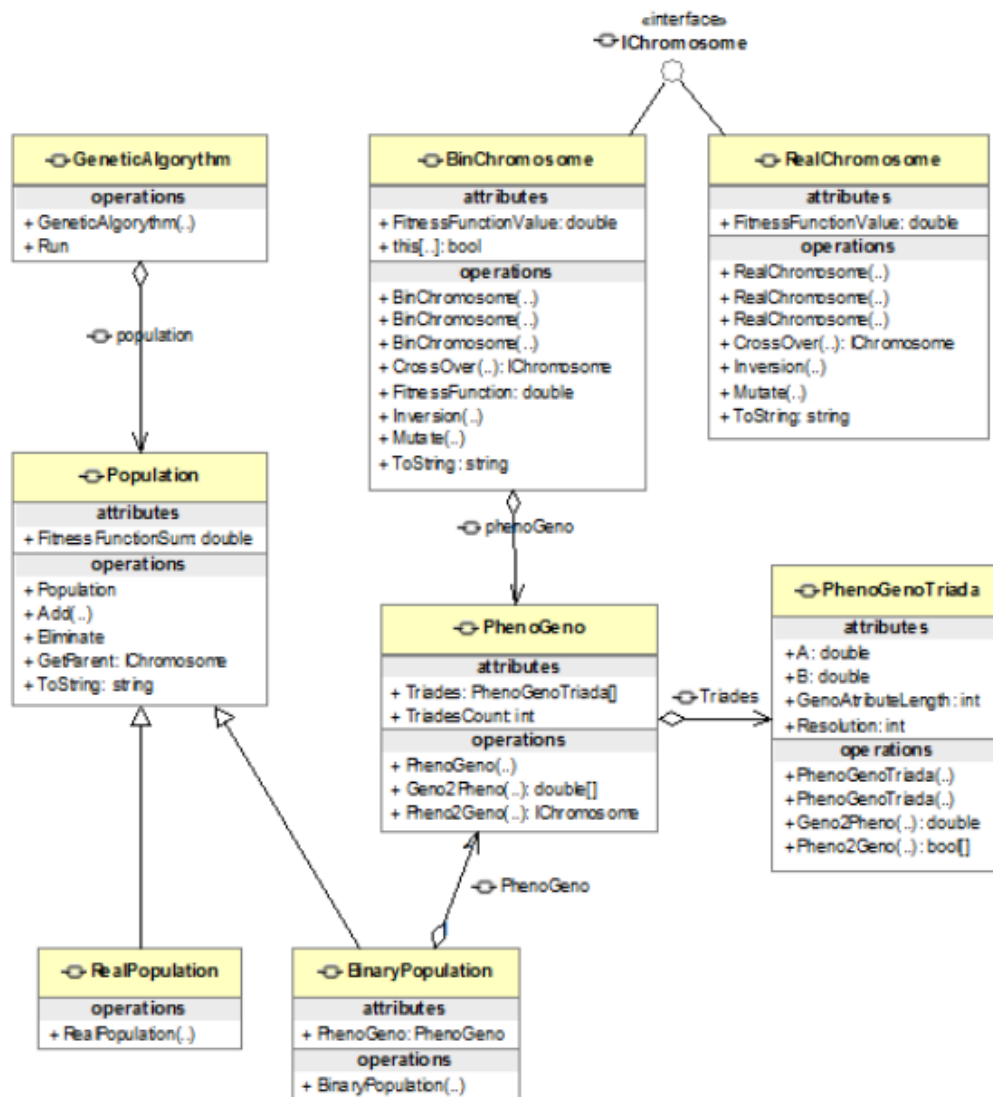 «interface»
IChromosome
GeneticAlgorythm
operations
+ GeneticAlgorythm(..)
+ Run
population
BinChromosome
attributes
+ FitnessFunctionValue: double
+ this[..]: bool
operations
+ BinChromosome(..)
+ BinChromosome(..)
+ BinChromosome(..)
+ CrossOver(..): IChromosome
+ FitnessFunction: double
+ Inversion(..)
+ Mutate(..)
+ ToString: string
RealChromosome
attributes
+ FitnessFunctionValue: double
operations
+ RealChromosome(..)
+ RealChromosome(..)
+ RealChromosome(..)
+ CrossOver(..): IChromosome
+ Inversion(..)
+ Mutate(..)
+ ToString: string
Population
attributes
+ FitnessFunctionSum: double
operations
+ Population
+ Add(..)
+ Eliminate
+ GetParent: IChromosome
+ ToString: string
phenoGeno
PhenoGeno
attributes
+ Triades: PhenoGenoTriada[]
+ TriadesCount: int
operations
+ PhenoGeno(..)
+ Geno2Pheno(..): double[]
+ Pheno2Geno(..): IChromosome
Triades
PhenoGenoTriada
attributes
+ A: double
+ B: double
+ GenoAtributeLength: int
+ Resolution: int
operations
+ PhenoGenoTriada(..)
+ PhenoGenoTriada(..)
+ Geno2Pheno(..): double
+ Pheno2Geno(..): bool[]
PhenoGeno
RealPopulation
operations
+ RealPopulation(..)
BinaryPopulation
attributes
+ PhenoGeno: PhenoGeno
operations
+ BinaryPopulation(..)